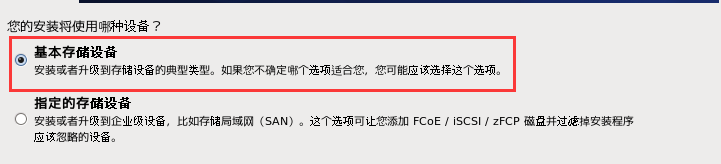 您的安装将使用哪种设备？
基本存储设备
安装或者升级到存储设备的典型类型。如果您不确定哪个选项适合您，您可能应该选择这个选项。
指定的存储设备
安装或者升级到企业级设备，比如存储局域网（SAN）。这个选项可让您添加 FCoE / iSCSI / zFCP 磁盘并过滤掉安装程序
应该忽略的设备。